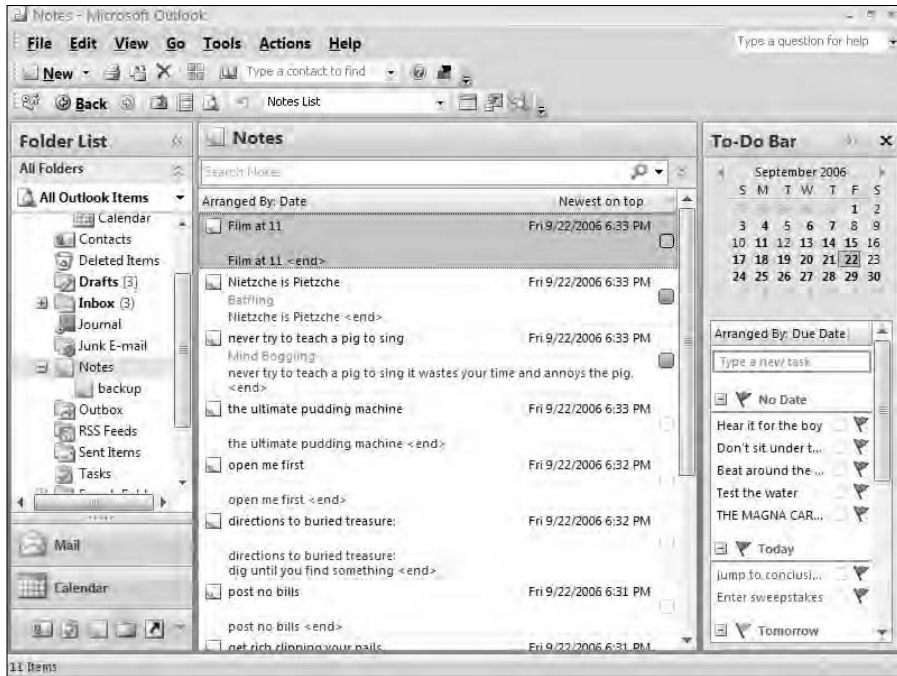 Notes - Microsoft Outlook
File Edit View Go Tools Actions Help
Type a question for help
New Type a contact to find
Back Notes List
Folder List
All Folders
All Outlook Items
Calendar
Contacts
Deleted Items
Drafts [3]
Inbox (3)
Journal
Junk E-mail
Notes
backup
Outbox
RSS Feeds
Sent Items
Tasks
Mail
Calendar
11 Items
Notes
Search Notes
Arranged By: Date Newest on top
Film at 11 Fri 9/22/2006 6:33 PM
Film at 11 <end>
Nietzche is Pietzche Fri 9/22/2006 6:33 PM
Baffling
Nietzche is Pietzche <end>
never try to teach a pig to sing Fri 9/22/2006 6:33 PM
Mind Boggling
never try to teach a pig to sing it wastes your time and annoys the pig.
<end>
the ultimate pudding machine Fri 9/22/2006 6:33 PM
the ultimate pudding machine <end>
open me first Fri 9/22/2006 6:32 PM
open me first <end>
directions to buried treasure: Fri 9/22/2006 6:32 PM
directions to buried treasure:
dig until you find something <end>
post no bills Fri 9/22/2006 6:31 PM
post no bills <end>
get rich clipping your nails Fri 9/22/2006 6:31 PM
To-Do Bar
September 2006
S M T W T F S
1 2
3 4 5 6 7 8 9
10 11 12 13 14 15 16
17 18 19 20 21 22 23
24 25 26 27 28 29 30
Arranged By: Due Date
Type a new task
No Date
Hear it for the boy
Don't sit under t...
Beat around the ...
Test the water
THE MAGNA CAR...
Today
jump to conclusi...
Enter sweepstakes
Tomorrow